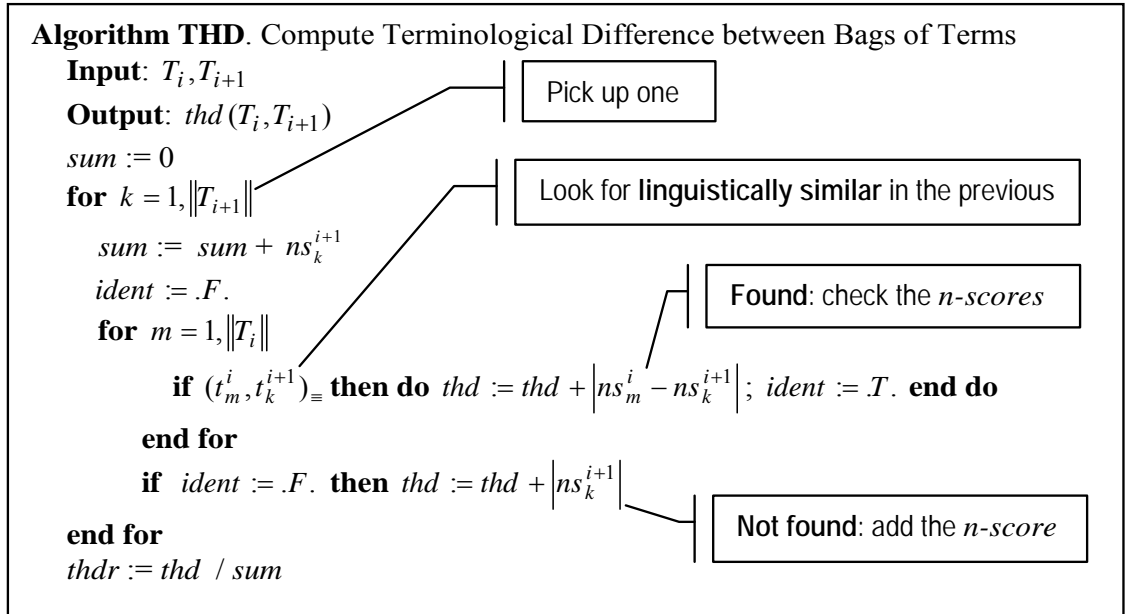 Algorithm THD. Compute Terminological Difference between Bags of Terms
Input: T_i, T_{i+1}
Output: thd(T_i, T_{i+1})
Pick up one
sum := 0
for k = 1, ‖T_{i+1}‖
Look for linguistically similar in the previous
sum := sum + ns_k^{i+1}
ident := .F.
Found: check the n-scores
for m = 1, ‖T_i‖
if (t_m^i, t_k^{i+1})_≡ then do thd := thd + |ns_m^i − ns_k^{i+1}|; ident := .T. end do
end for
if ident := .F. then thd := thd + |ns_k^{i+1}|
Not found: add the n-score
end for
thdr := thd / sum